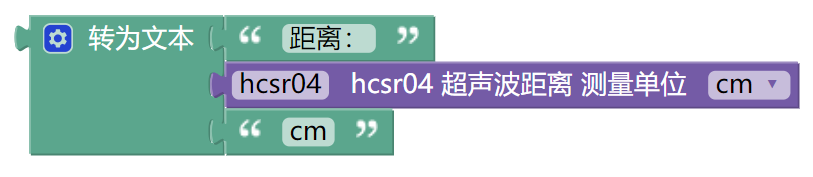 转为文本 “ 距离： ”
hcsr04 hcsr04 超声波距离 测量单位 cm
“ cm ”